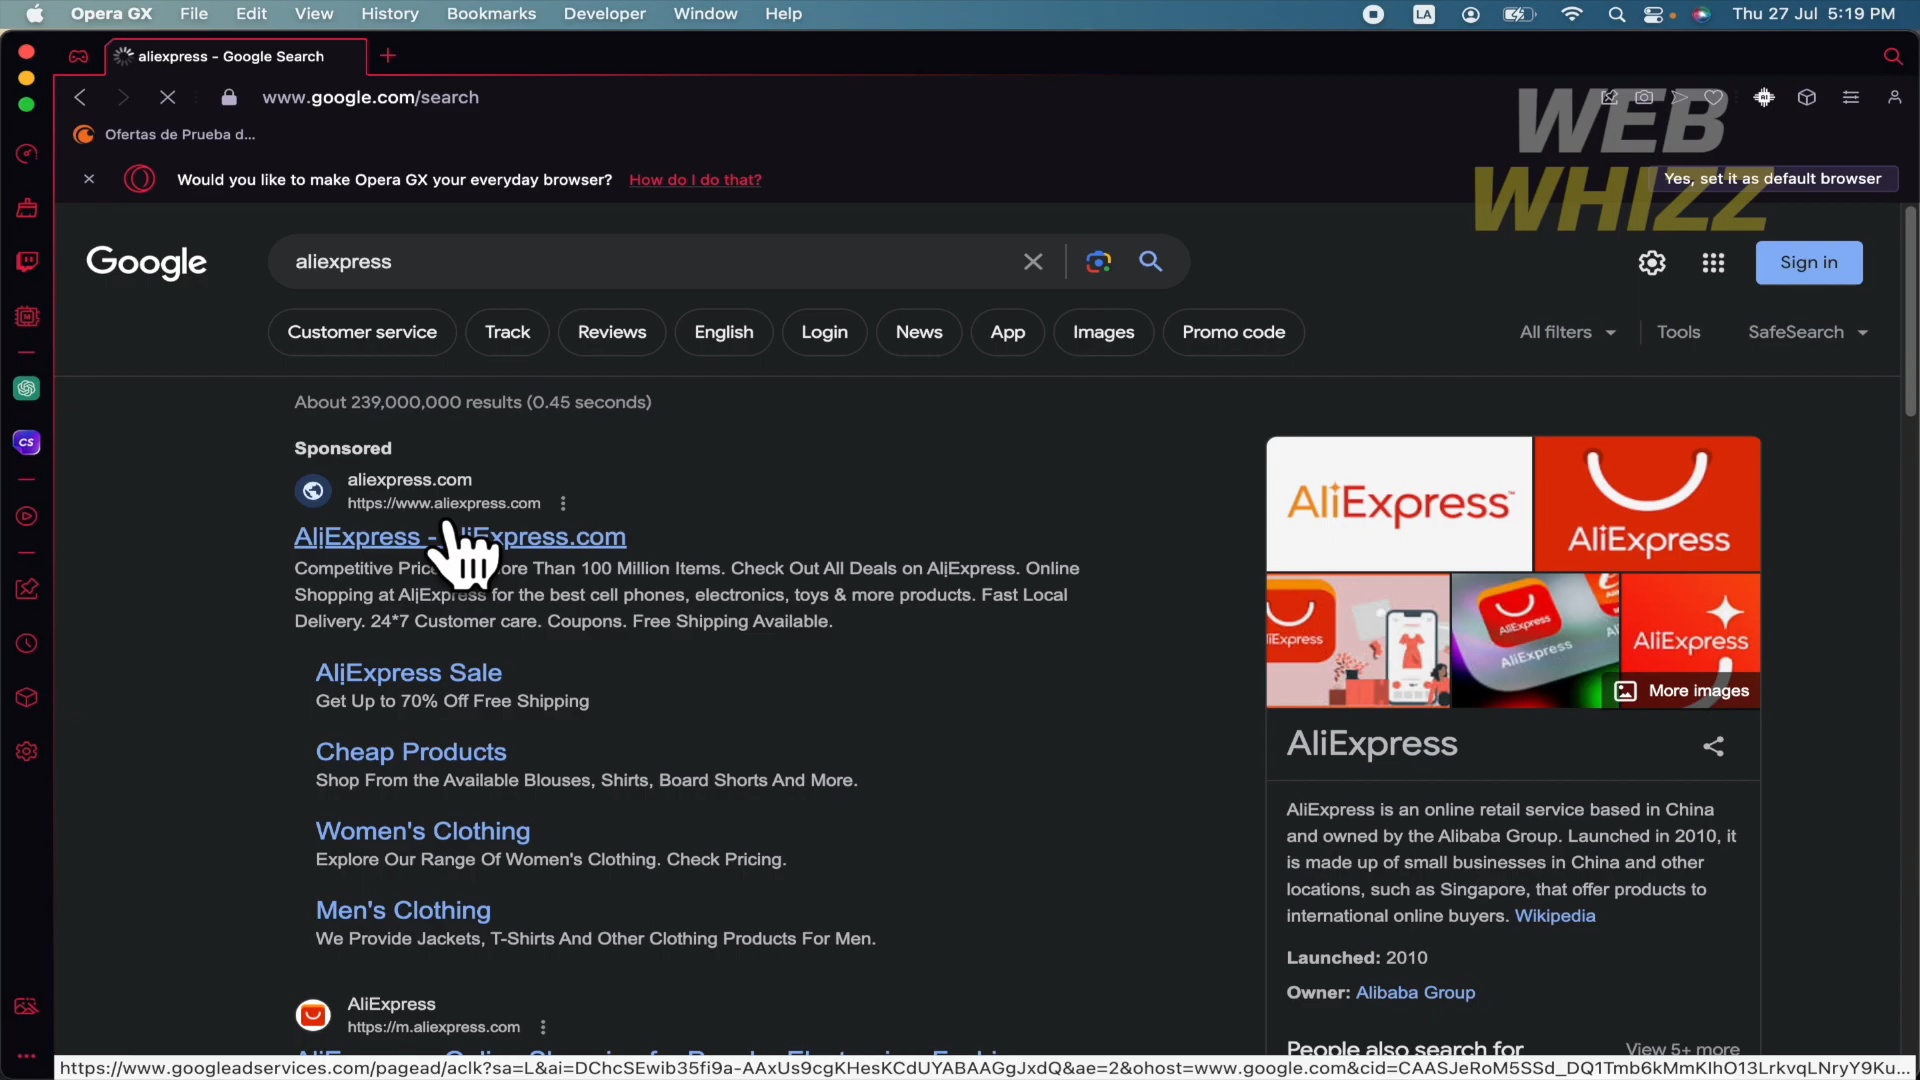 Opera GX File Edit View History Bookmarks Developer Window Help
LA Thu 27 Jul 5:19 PM
aliexpress - Google Search
www.google.com/search
Ofertas de Prueba d...
Would you like to make Opera GX your everyday browser? How do I do that? Yes, set it as default browser
WEB
WHIZZ
Google aliexpress Sign in
Customer service Track Reviews English Login News App Images Promo code All filters Tools SafeSearch
About 239,000,000 results (0.45 seconds)
Sponsored
aliexpress.com
https://www.aliexpress.com
AliExpress - AliExpress.com
Competitive More Than 100 Million Items. Check Out All Deals on AliExpress. Online
Shopping at AliExpress for the best cell phones, electronics, toys & more products. Fast Local
Delivery. 24*7 Customer care. Coupons. Free Shipping Available.
AliExpress Sale
Get Up to 70% Off Free Shipping
Cheap Products
Shop From the Available Blouses, Shirts, Board Shorts And More.
Women's Clothing
Explore Our Range Of Women's Clothing. Check Pricing.
Men's Clothing
We Provide Jackets, T-Shirts And Other Clothing Products For Men.
AliExpress
https://m.aliexpress.com
CS
AliExpress™
AliExpress
iExpress
AliExpress
AliExpress
AliExpress
More images
AliExpress
AliExpress is an online retail service based in China
and owned by the Alibaba Group. Launched in 2010, it
is made up of small businesses in China and other
locations, such as Singapore, that offer products to
international online buyers. Wikipedia
Launched: 2010
Owner: Alibaba Group
People also search for View 5+ more
https://www.googleadservices.com/pagead/aclk?sa=L&ai=DChcSEwib35fi9a-AAxUs9cgKHesKCdUYABAAGgJxdQ&ae=2&ohost=www.google.com&cid=CAASJeRoM5SSd_DQ1Tmb6kMmKIhO13LrkvqLNryY9Ku...